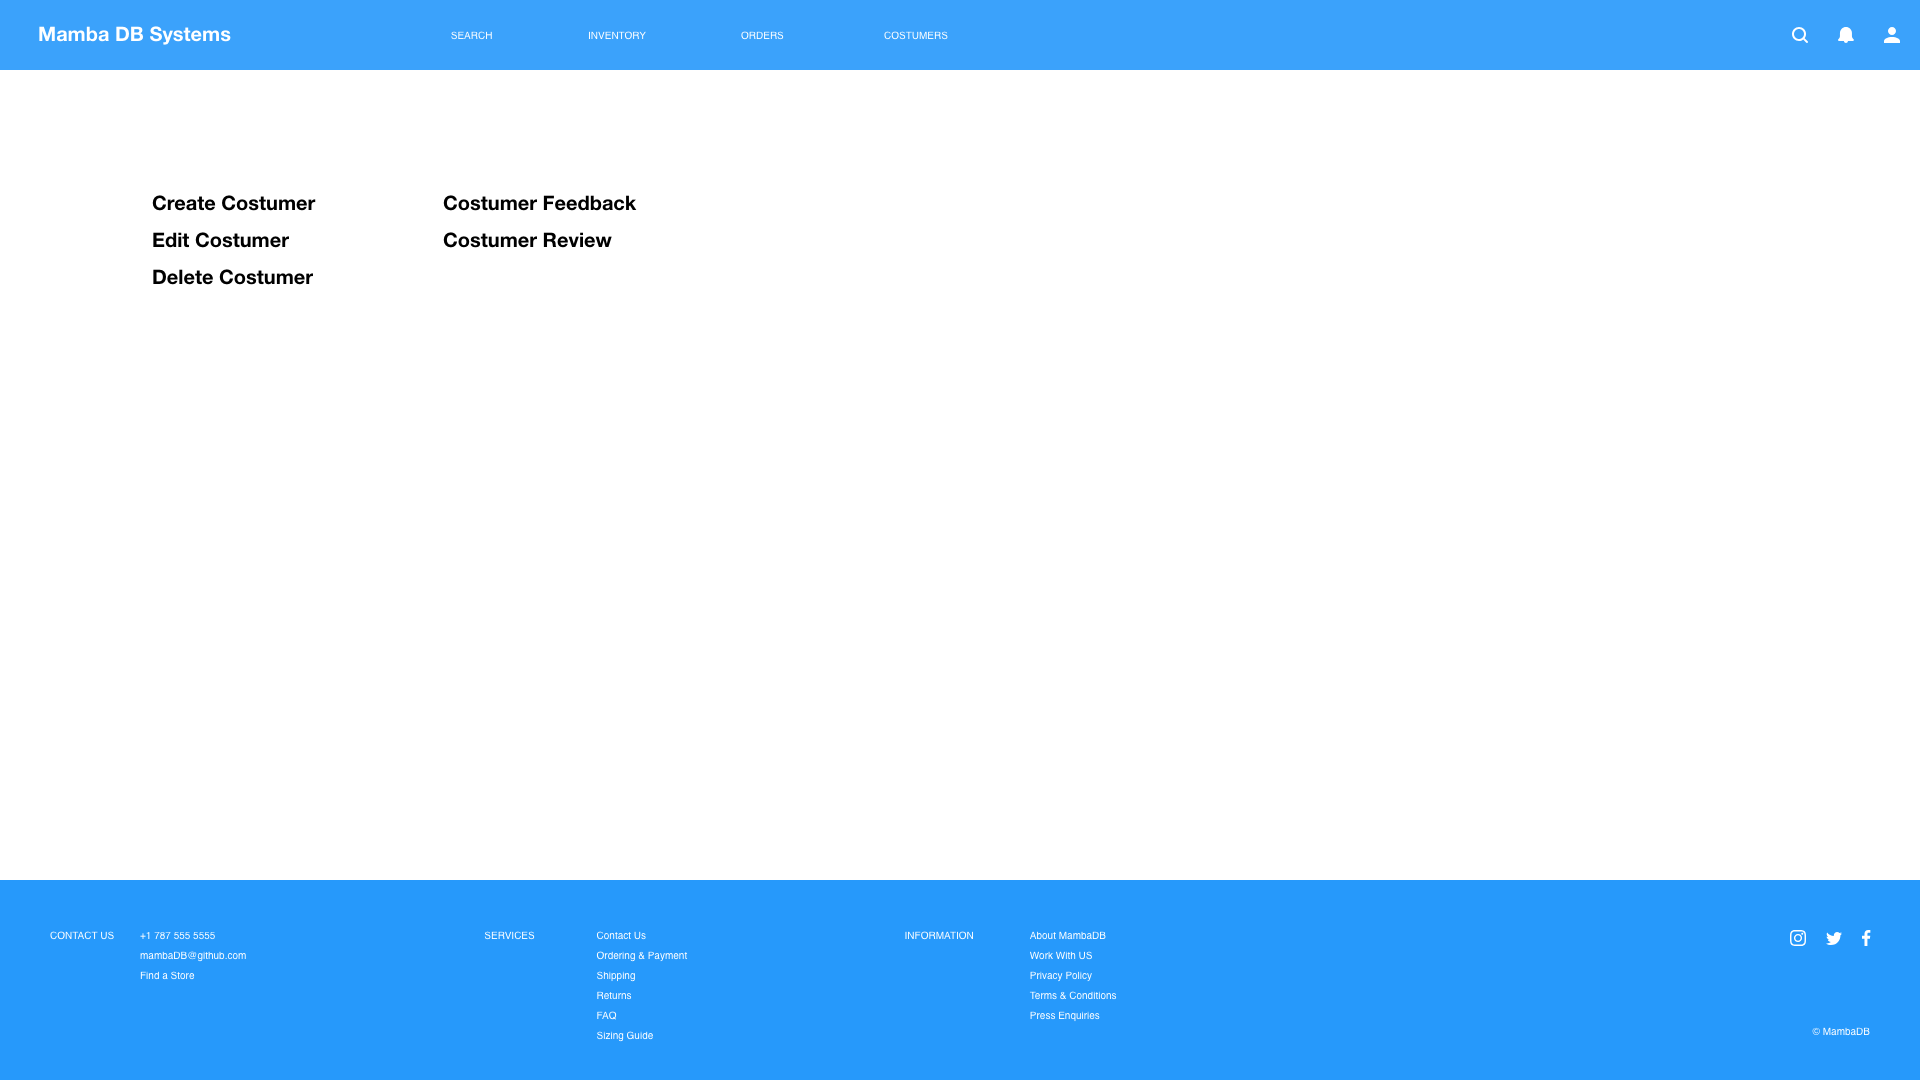 Mamba DB Systems
SEARCH
INVENTORY
ORDERS
COSTUMERS
Create Costumer
Edit Costumer
Delete Costumer
Costumer Feedback
Costumer Review
CONTACT US
+1 787 555 5555
mambaDB@github.com
Find a Store
SERVICES
Contact Us
Ordering & Payment
Shipping
Returns
FAQ
Sizing Guide
INFORMATION
About MambaDB
Work With US
Privacy Policy
Terms & Conditions
Press Enquiries
© MambaDB